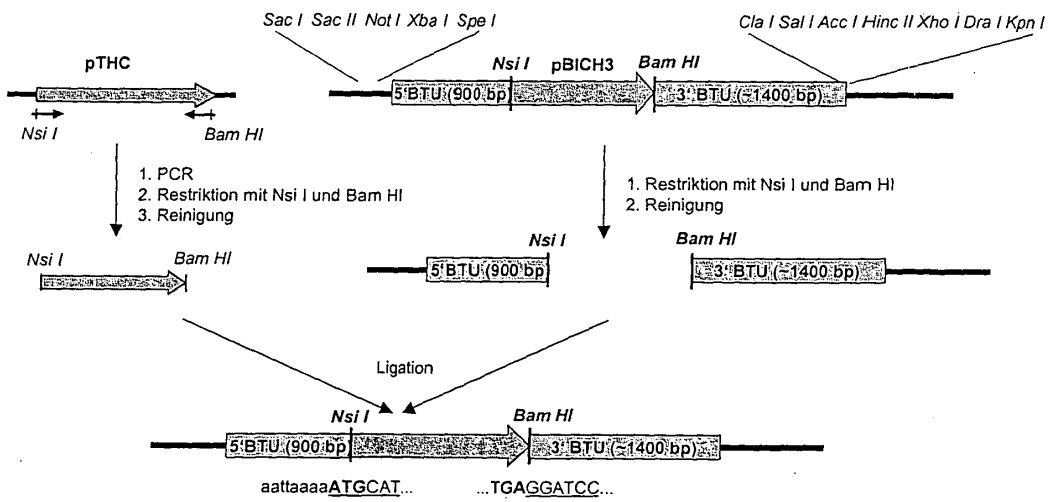 Sac I Sac II Not I Xba I Spe I
Cla I Sal I Acc I Hinc II Xho I Dra I Kpn I
pTHC
Nsi I pBICH3 Bam HI
5'BTU (900 bp) 3' BTU (~1400 bp)
Nsi I Bam HI
1. PCR
2. Restriktion mit Nsi I und Bam HI
3. Reinigung
1. Restriktion mit Nsi I und Bam HI
2. Reinigung
Nsi I Bam HI
Nsi I Bam HI
5'BTU (900 bp) 3' BTU (~1400 bp)
Ligation
Nsi I Bam HI
5'BTU (900 bp) 3' BTU (~1400 bp)
aattaaaaATGCAT... ...TGAGGATCC...